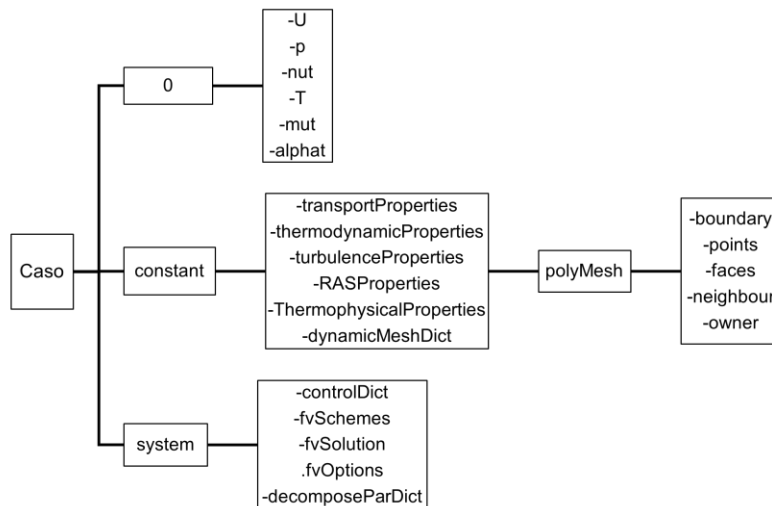 -U
-p
-nut
-T
-mut
-alphat
0
Caso
constant
-transportProperties
-thermodynamicProperties
-turbulenceProperties
-RASProperties
-ThermophysicalProperties
-dynamicMeshDict
polyMesh
-boundary
-points
-faces
-neighbour
-owner
system
-controlDict
-fvSchemes
-fvSolution
.fvOptions
-decomposeParDict